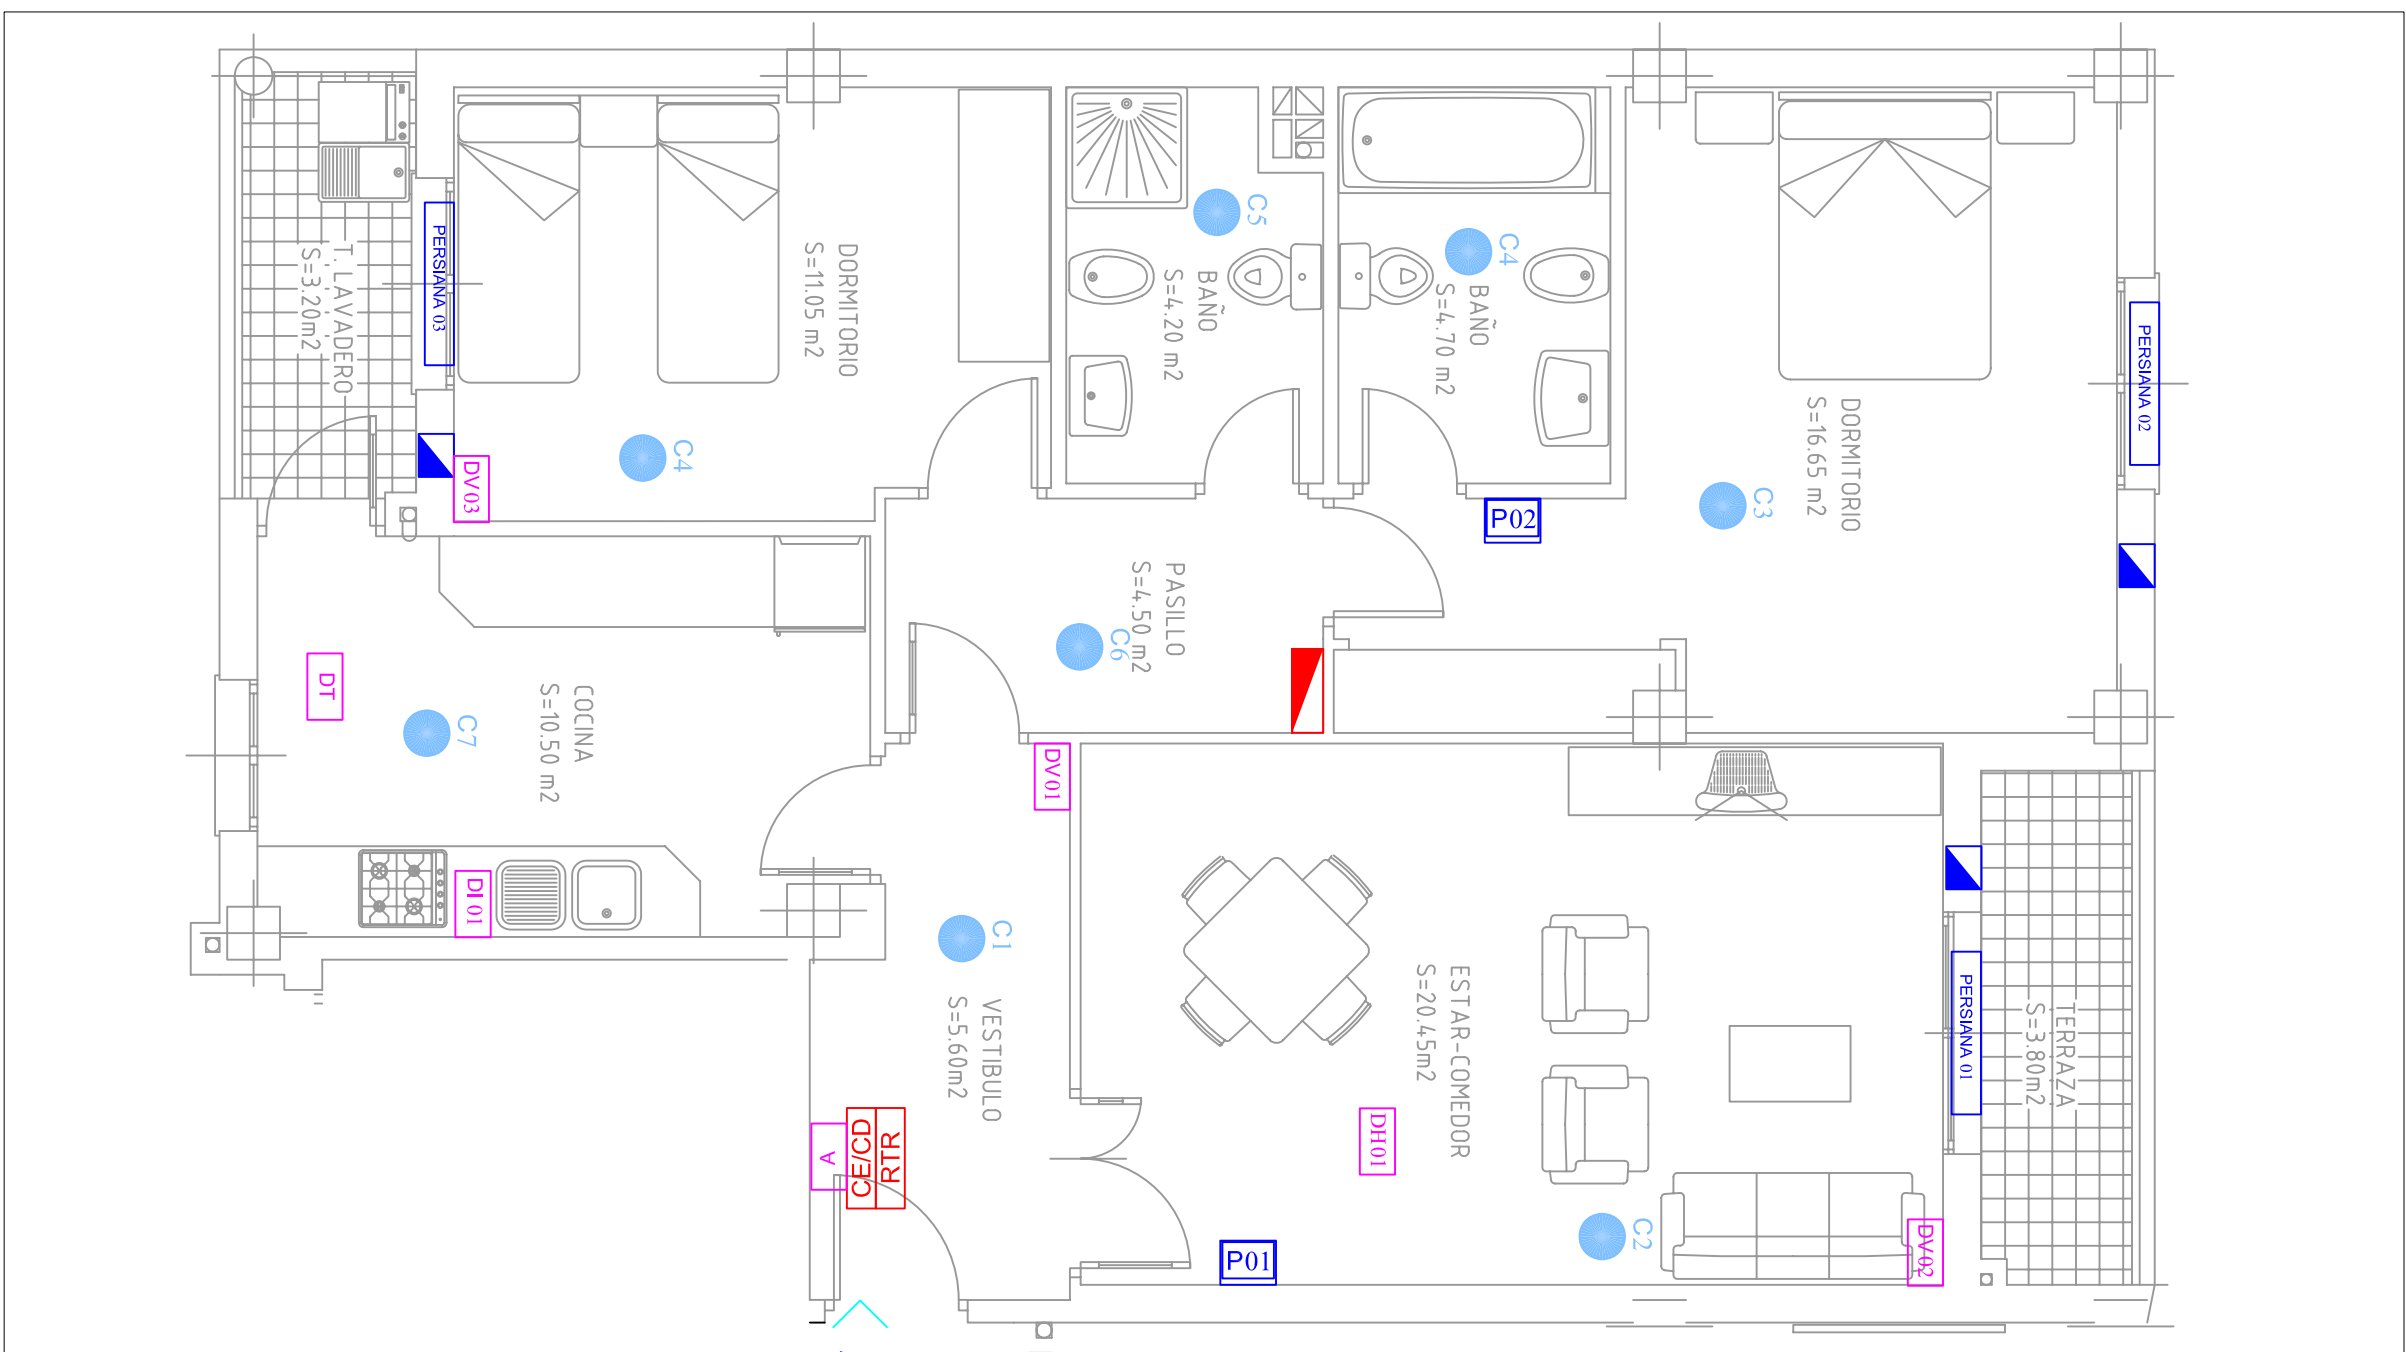 T. LAVADERO
S=3.20m2
PERSIANA 03
DV03
DORMITORIO
S=11.05 m2
C4
BAÑO
S=4.20 m2
C5
BAÑO
S=4.70 m2
C4
DORMITORIO
S=16.65 m2
C3
PERSIANA 02
P02
PASILLO
S=4.50 m2
C6
DT
C7
COCINA
S=10.50 m2
DI 01
DV01
C1
VESTIBULO
S=5.60m2
A
CE/CD
RTR
ESTAR-COMEDOR
S=20.45m2
DH01
P01
C2
DV02
PERSIANA 01
TERRAZA
S=3.80m2